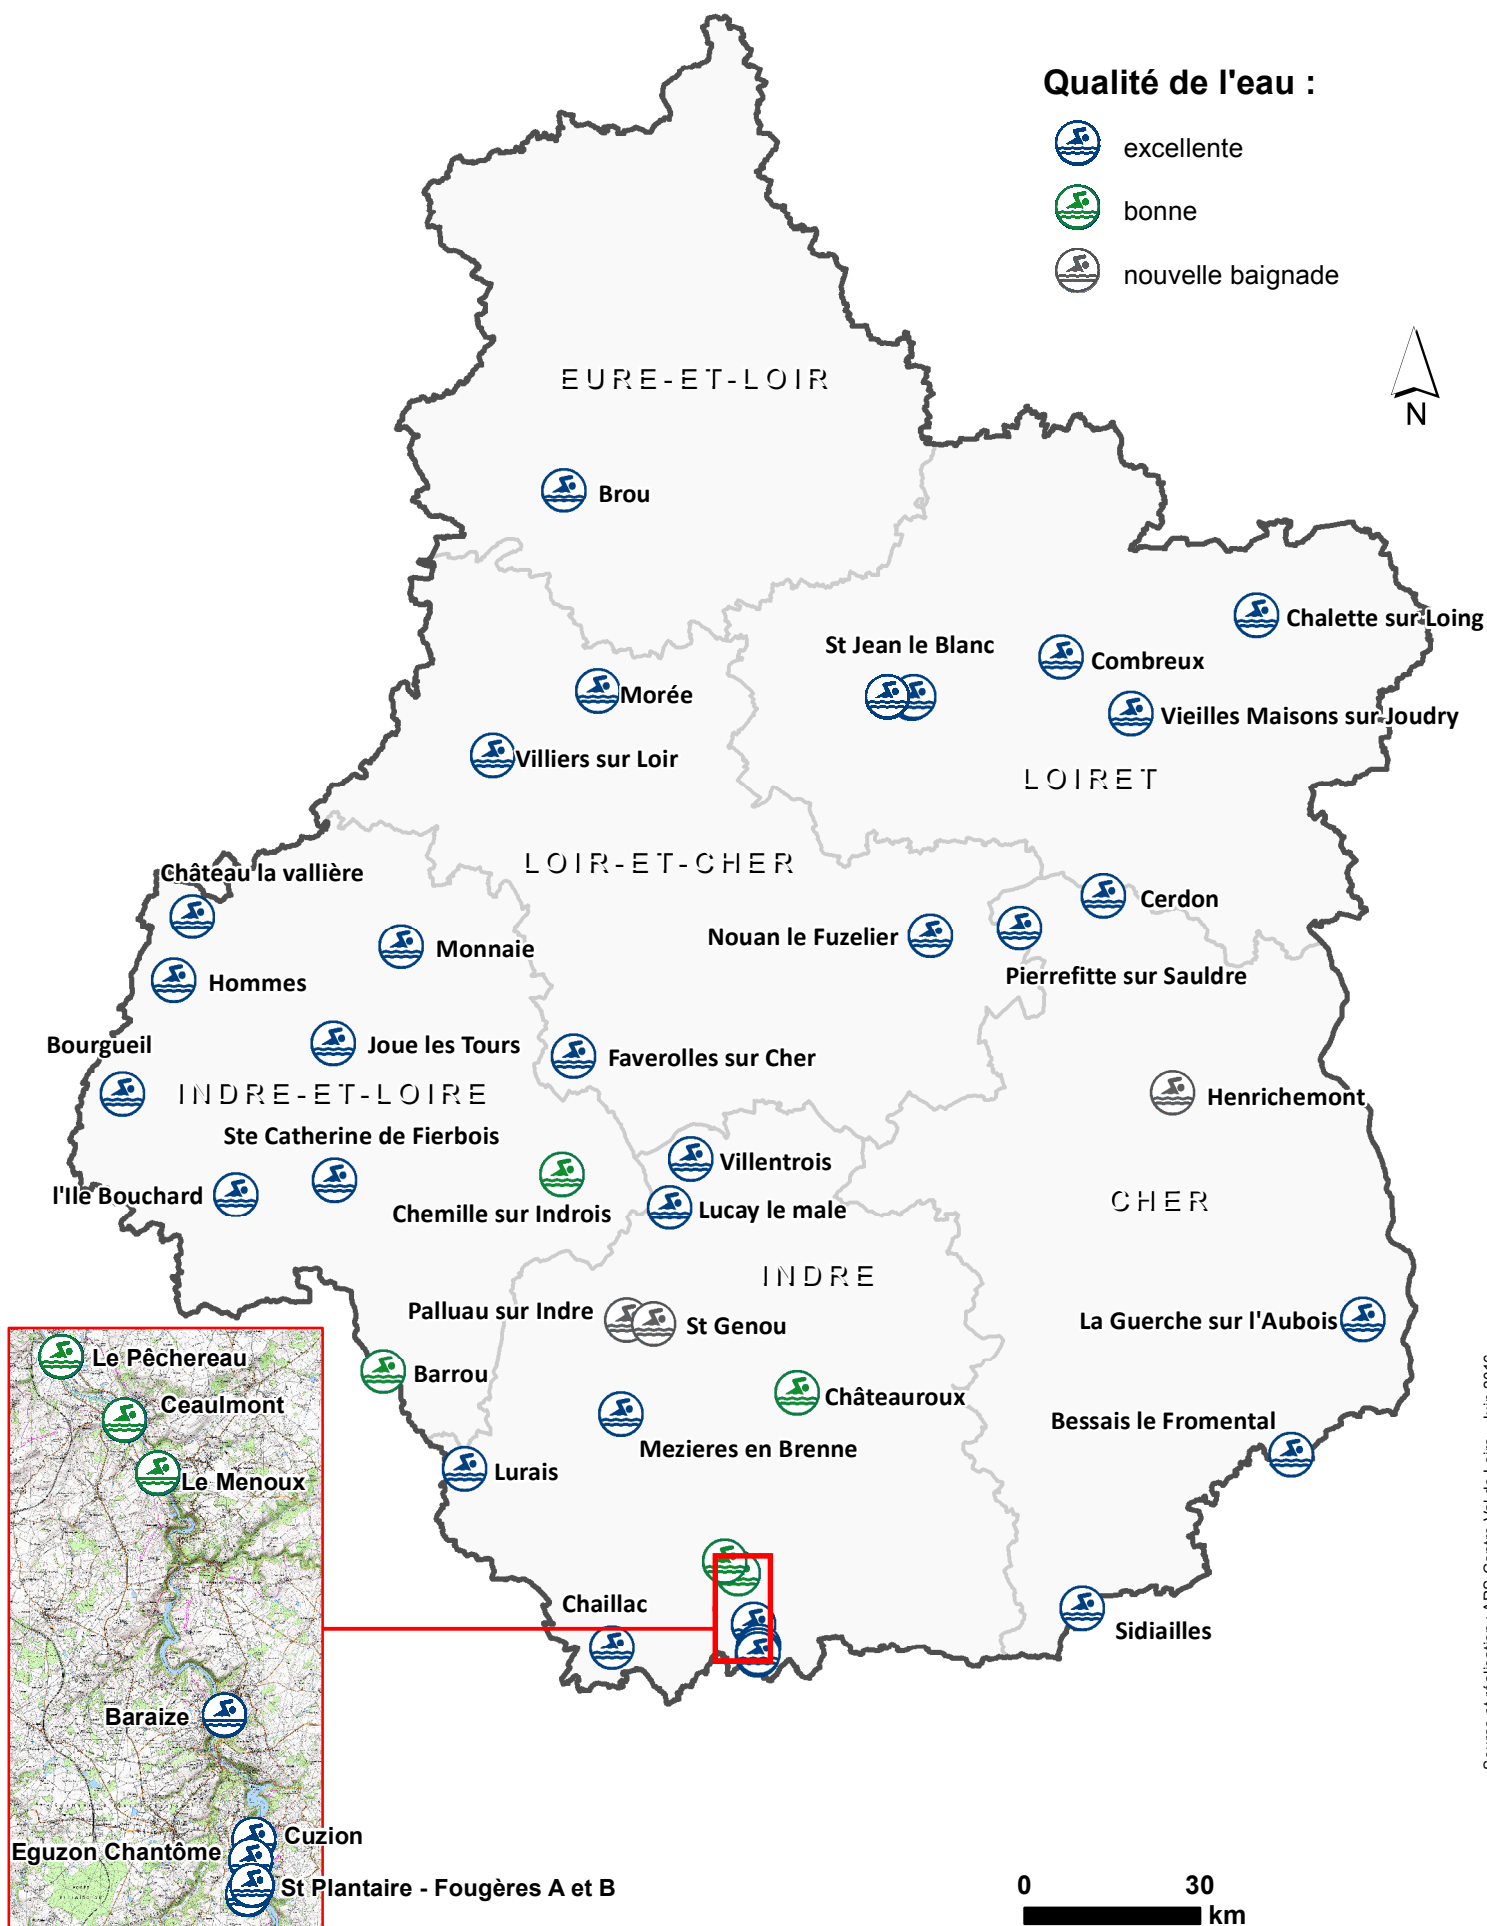 Qualité de l'eau :
excellente
bonne
nouvelle baignade
N
EURE-ET-LOIR
Brou
Chalette sur Loing
St Jean le Blanc
Combreux
Morée
Vieilles Maisons sur Joudry
Villiers sur Loir
LOIRET
LOIR-ET-CHER
Château la vallière
Cerdon
Nouan le Fuzelier
Monnaie
Pierrefitte sur Sauldre
Hommes
Bourgueil
Joue les Tours
Faverolles sur Cher
INDRE-ET-LOIRE
Henrichemont
Ste Catherine de Fierbois
Villentrois
l'Ile Bouchard
Chemille sur Indrois
Lucay le male
CHER
INDRE
Palluau sur Indre
St Genou
La Guerche sur l'Aubois
Le Pêchereau
Barrou
Châteauroux
Ceaulmont
Bessais le Fromental
Mezieres en Brenne
Lurais
Le Menoux
Chaillac
Sidiailles
Baraize
Cuzion
Eguzon Chantôme
St Plantaire - Fougères A et B
0 30
km